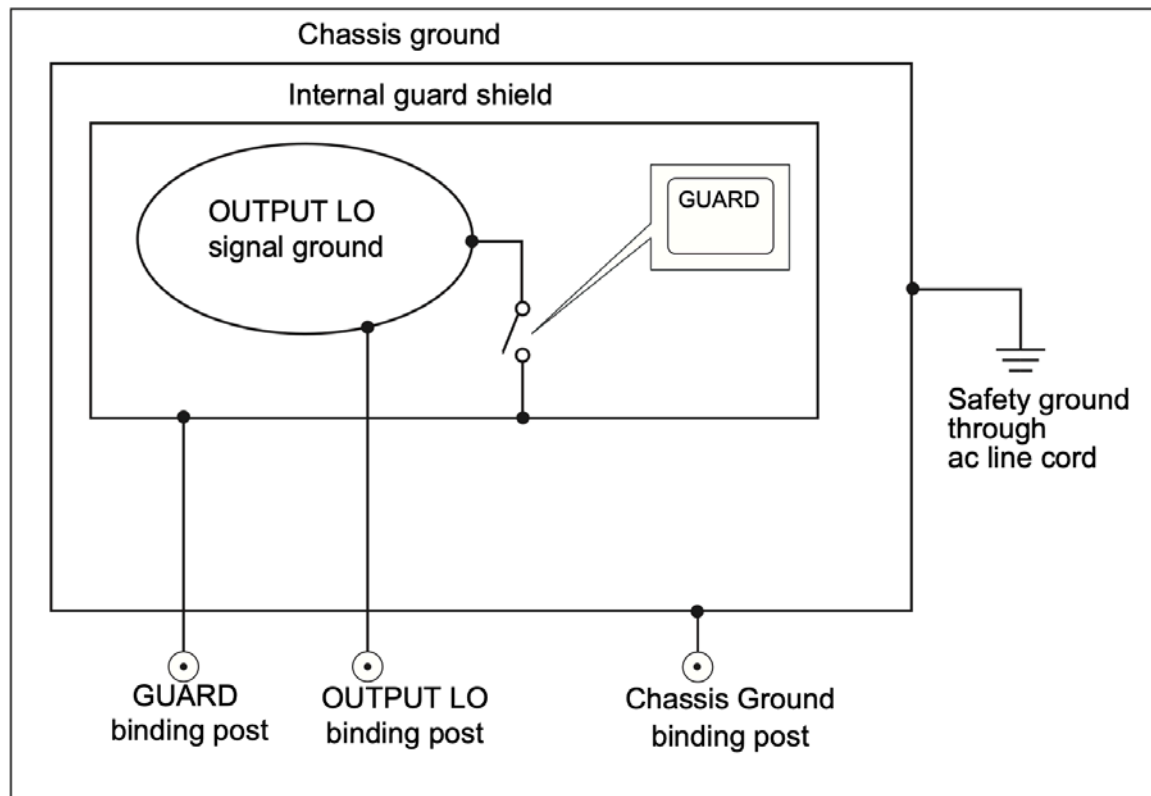 Chassis ground
Internal guard shield
OUTPUT LO
signal ground
GUARD
Safety ground
through
ac line cord
GUARD
binding post
OUTPUT LO
binding post
Chassis Ground
binding post